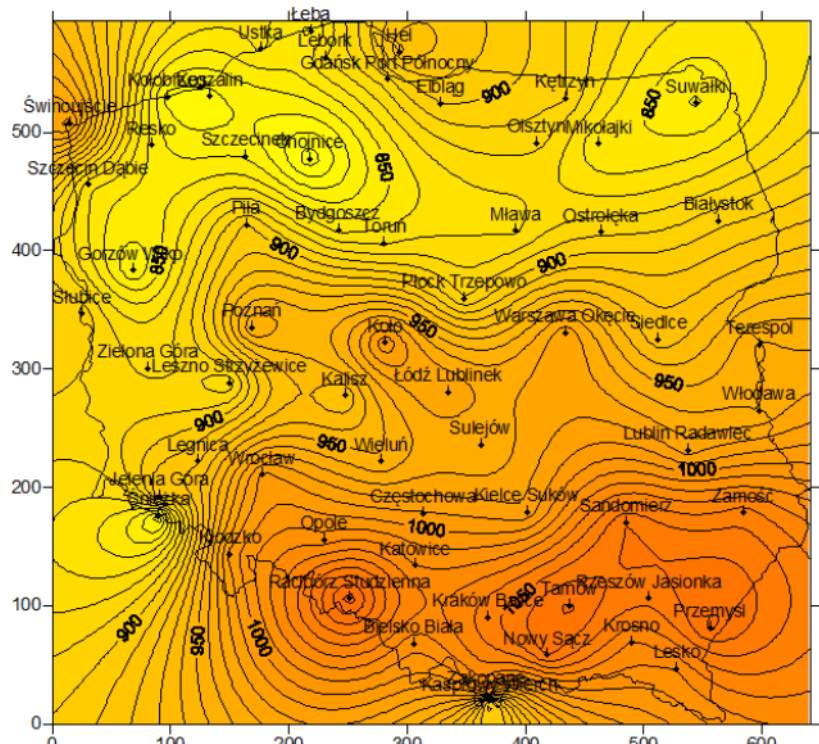 Łeba
Ustka
Lębork
Hel
Gdańsk Port Północny
Kołobrzeg
Koszalin
Elbląg
900
Kętrzyn
Suwałki
850
Świnoujście
500
Resko
Szczecinek
Chojnice
Olsztyn
Mikołajki
Szczecin Dąbie
850
Piła
Bydgoszcz
Toruń
Mława
Ostrołęka
Białystok
400
900
Gorzów Wlkp
850
900
Płock Trzepowo
Słubice
Poznań
Koło
950
Warszawa Okęcie
Siedlce
Terespol
300
Zielona Góra
Leszno Strzyżewice
Kalisz
Łódź Lublinek
950
Włodawa
900
Legnica
950
Wieluń
Sulejów
Lublin Radawiec
Wrocław
1000
200
Jelenia Góra
Śnieżka
Częstochowa
Kielce Suków
Sandomierz
Zamość
Kłodzko
Opole
1000
Katowice
Racibórz Studzienna
1050
Tarnów
Rzeszów Jasionka
100
900
950
1000
Kraków Balice
Przemyśl
Bielsko Biała
Nowy Sącz
Krosno
Lesko
Zakopane
Kasprowy Wierch
0
0
100
200
300
400
500
600